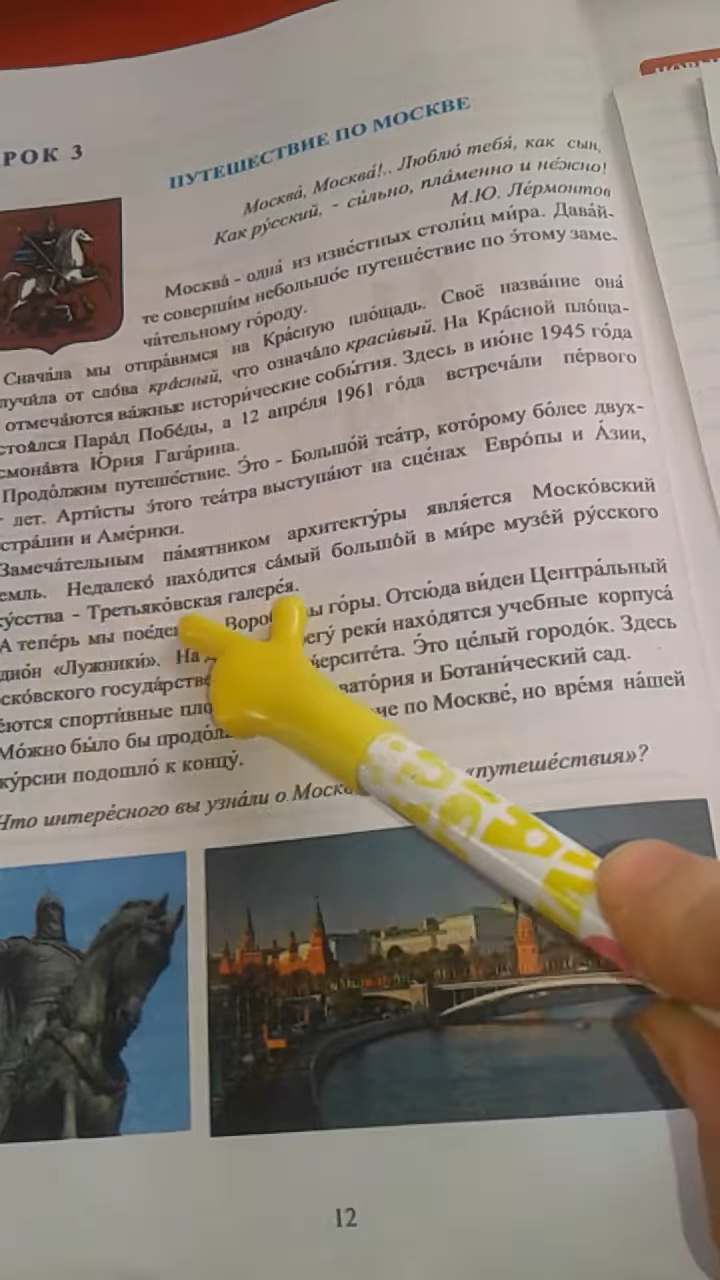 РОК 3
ПУТЕШЕСТВИЕ ПО МОСКВЕ
Москва́, Москва́!.. Люблю́ тебя́, как сын,
Как ру́сский, - си́льно, пла́менно и не́жно!
М.Ю. Ле́рмонтов
Москва́ - одна́ из изве́стных столи́ц ми́ра. Дава́й-
те соверши́м небольшо́е путеше́ствие по э́тому заме-
ча́тельному го́роду.
Снача́ла мы отпра́вимся на Кра́сную пло́щадь. Своё назва́ние она́
лучи́ла от сло́ва кра́сный, что означа́ло краси́вый. На Кра́сной пло́ща-
отмеча́ются ва́жные истори́ческие собы́тия. Здесь в ию́не 1945 го́да
стоя́лся Пара́д Побе́ды, а 12 апре́ля 1961 го́да встреча́ли пе́рвого
смона́вта Ю́рия Гага́рина.
Продо́лжим путеше́ствие. Э́то - Большо́й теа́тр, кото́рому бо́лее двух-
лет. Арти́сты э́того теа́тра выступа́ют на сце́нах Евро́пы и А́зии,
стра́лии и Аме́рики.
Замеча́тельным па́мятником архитекту́ры явля́ется Моско́вский
емль. Недалеко́ нахо́дится са́мый большо́й в ми́ре музе́й ру́сского
у́сства - Третьяко́вская галере́я.
А тепе́рь мы пое́де Воро ы го́ры. Отсю́да ви́ден Центра́льный
дио́н «Лужники́». На регу́ реки́ нахо́дятся уче́бные корпуса́
ско́вского госуда́рстве иверсите́та. Э́то це́лый городо́к. Здесь
е́ются спорти́вные пло вато́рия и Ботани́ческий сад.
Мо́жно бы́ло бы продо́л ие по Москве́, но вре́мя на́шей
ку́рсии подошло́ к концу́.
Что интере́сного вы узна́ли о Моск «путеше́ствия»?
12